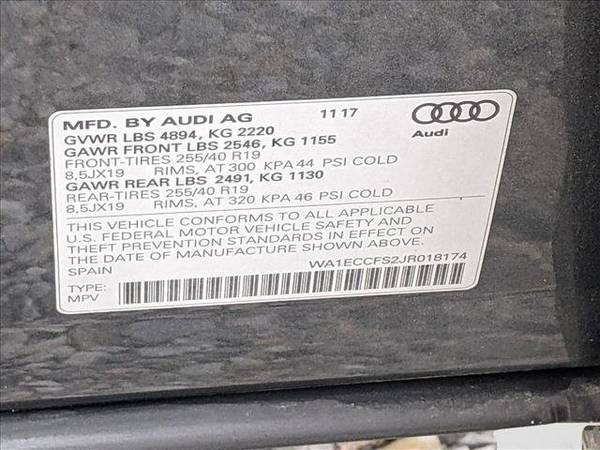 MFD. BY AUDI AG 11 17
GVWR LBS 4894, KG 2220
GAWR FRONT LBS 2546, KG 1155
FRONT-TIRES 255/40 R19
8,5JX19 RIMS, AT 300 KPA 44 PSI COLD
GAWR REAR LBS 2491, KG 1130
REAR-TIRES 255/40 R19
8,5JX19 RIMS, AT 320 KPA 46 PSI COLD
Audi
THIS VEHICLE CONFORMS TO ALL APPLICABLE
U.S. FEDERAL MOTOR VEHICLE SAFETY AND
THEFT PREVENTION STANDARDS IN EFFECT ON
THE DATE OF MANUFACTURE SHOWN ABOVE.
SPAIN WA1ECCFS2JR018174
TYPE:
MPV